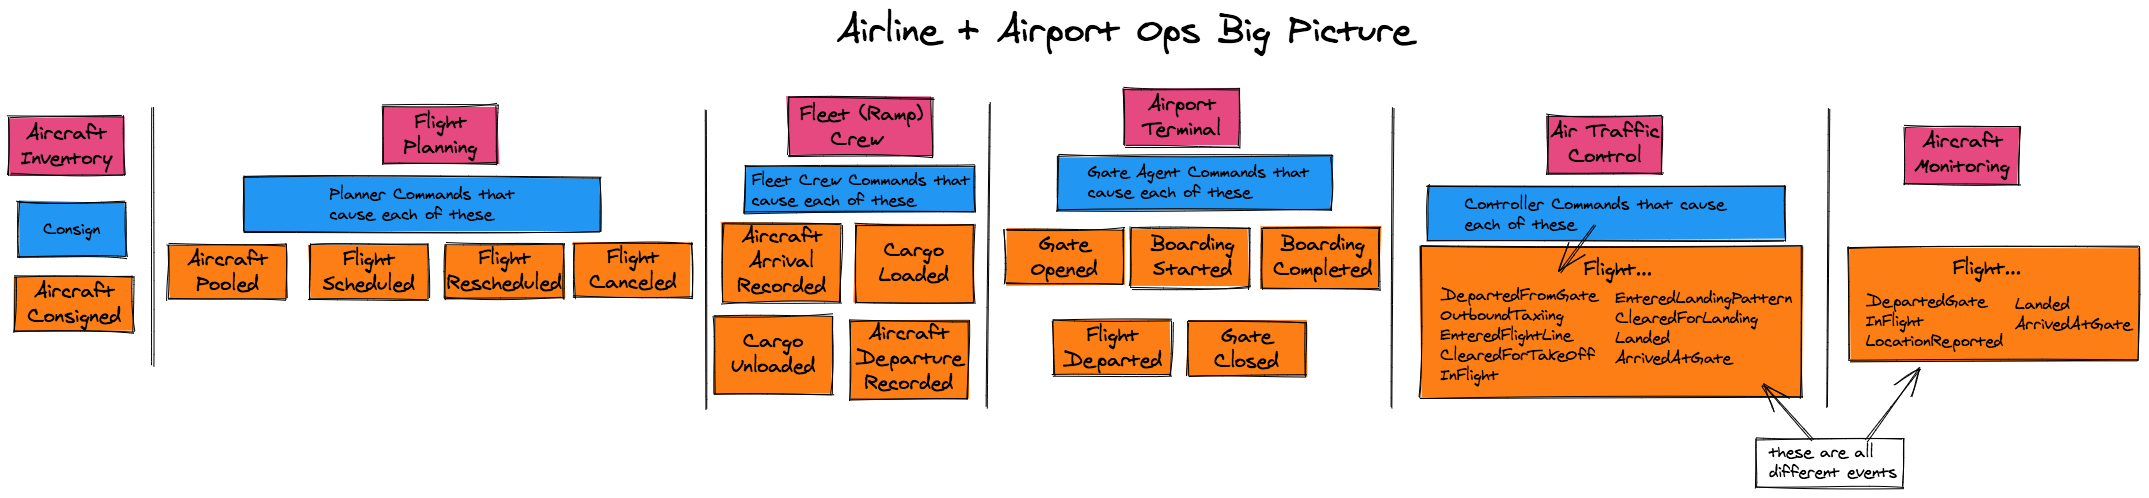 Airline + Airport Ops Big Picture
Aircraft
Inventory
Consign
Aircraft
Consigned
Flight
Planning
Planner Commands that
cause each of these
Aircraft
Pooled
Flight
Scheduled
Flight
Rescheduled
Flight
Canceled
Fleet (Ramp)
Crew
Fleet Crew Commands that
cause each of these
Aircraft
Arrival
Recorded
Cargo
Loaded
Cargo
Unloaded
Aircraft
Departure
Recorded
Airport
Terminal
Gate Agent Commands that
cause each of these
Gate
Opened
Boarding
Started
Boarding
Completed
Flight
Departed
Gate
Closed
Air Traffic
Control
Controller Commands that cause
each of these
Flight...
DepartedFromGate
OutboundTaxiing
EnteredFlightLine
ClearedForTakeOff
InFlight
EnteredLandingPattern
ClearedForLanding
Landed
ArrivedAtGate
Aircraft
Monitoring
Flight...
DepartedGate
InFlight
LocationReported
Landed
ArrivedAtGate
these are all
different events